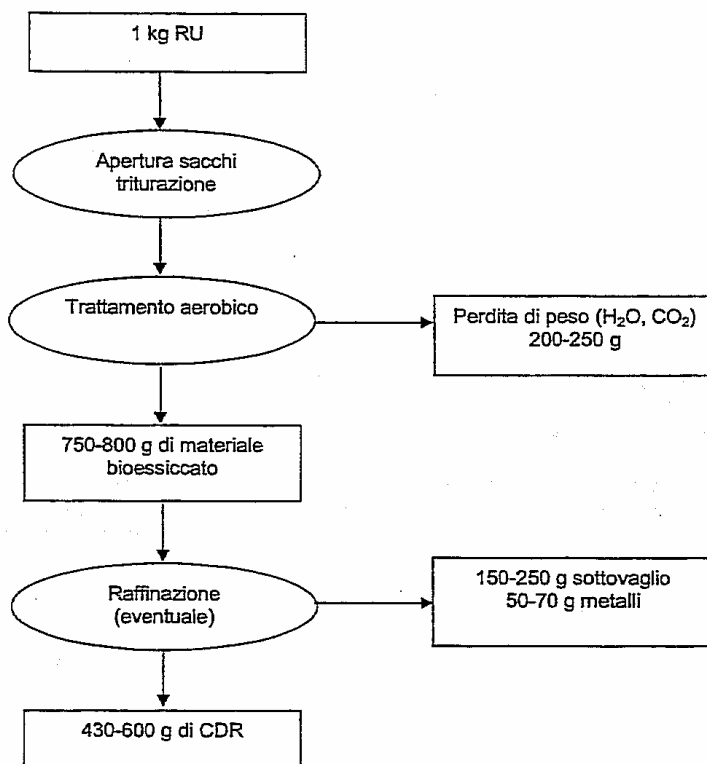 1 kg RU
Apertura sacchi
triturazione
Trattamento aerobico
Perdita di peso (H₂O, CO₂)
200-250 g
750-800 g di materiale
bioessiccato
Raffinazione
(eventuale)
150-250 g sottovaglio
50-70 g metalli
430-600 g di CDR